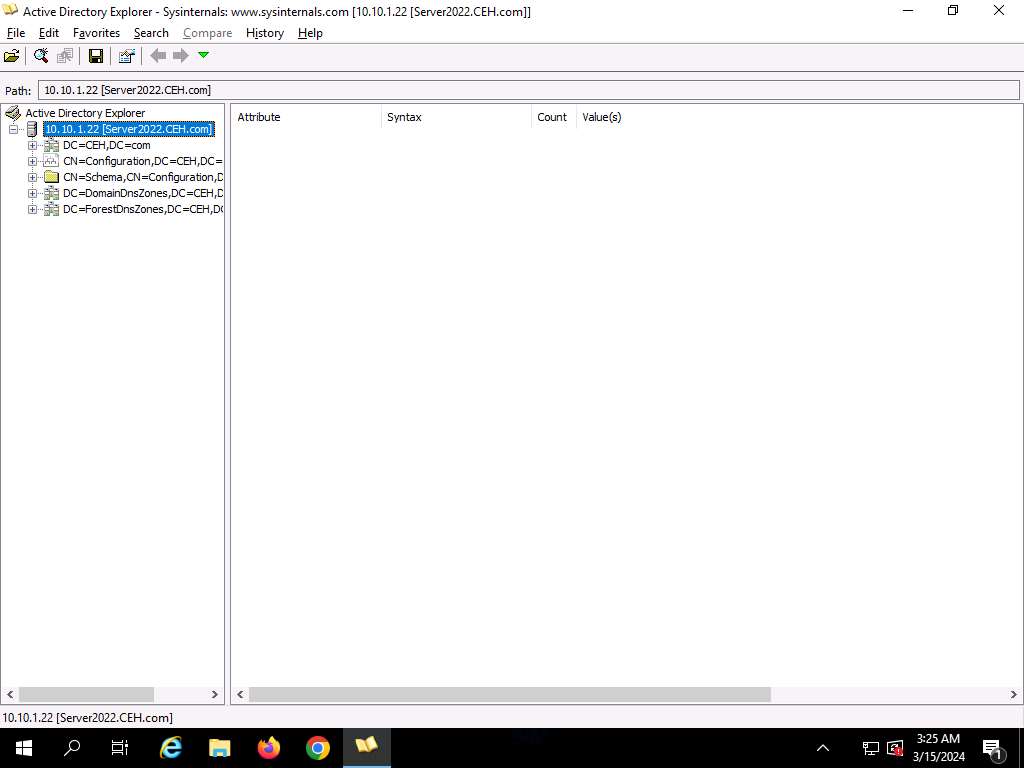 Active Directory Explorer - Sysinternals: www.sysinternals.com [10.10.1.22 [Server2022.CEH.com]]
File Edit Favorites Search Compare History Help
Path: 10.10.1.22 [Server2022.CEH.com]
Active Directory Explorer
10.10.1.22 [Server2022.CEH.com]
DC=CEH,DC=com
CN=Configuration,DC=CEH,DC=
CN=Schema,CN=Configuration,D
DC=DomainDnsZones,DC=CEH,D
DC=ForestDnsZones,DC=CEH,DC
Attribute Syntax Count Value(s)
10.10.1.22 [Server2022.CEH.com]
3:25 AM
3/15/2024
1